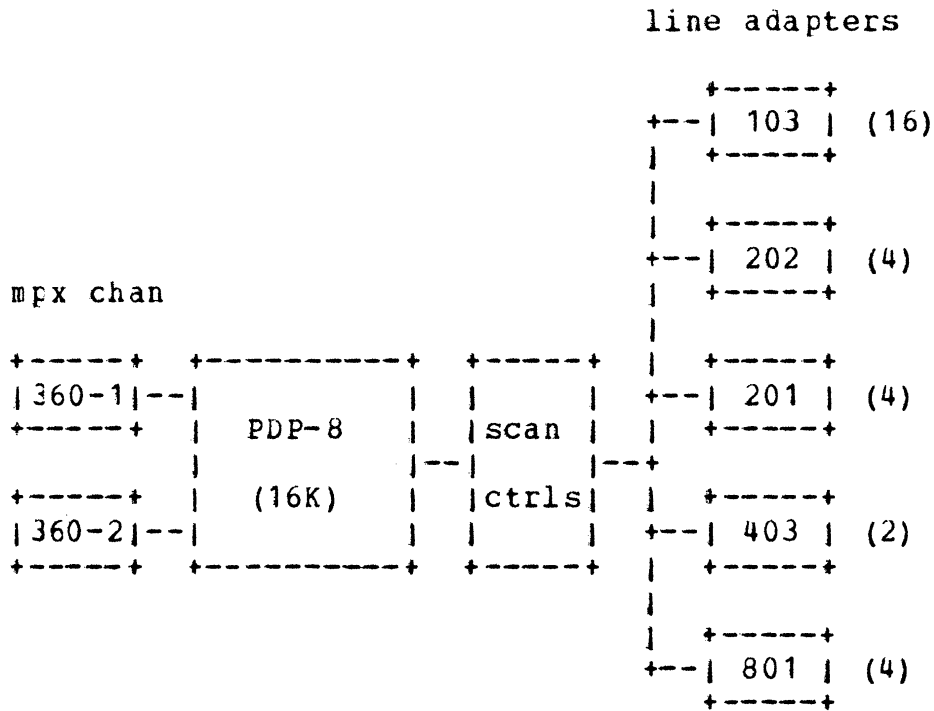 line adapters
103 (16)
202 (4)
mpx chan
360-1 PDP-8 scan 201 (4)
360-2 (16K) ctrls 403 (2)
801 (4)